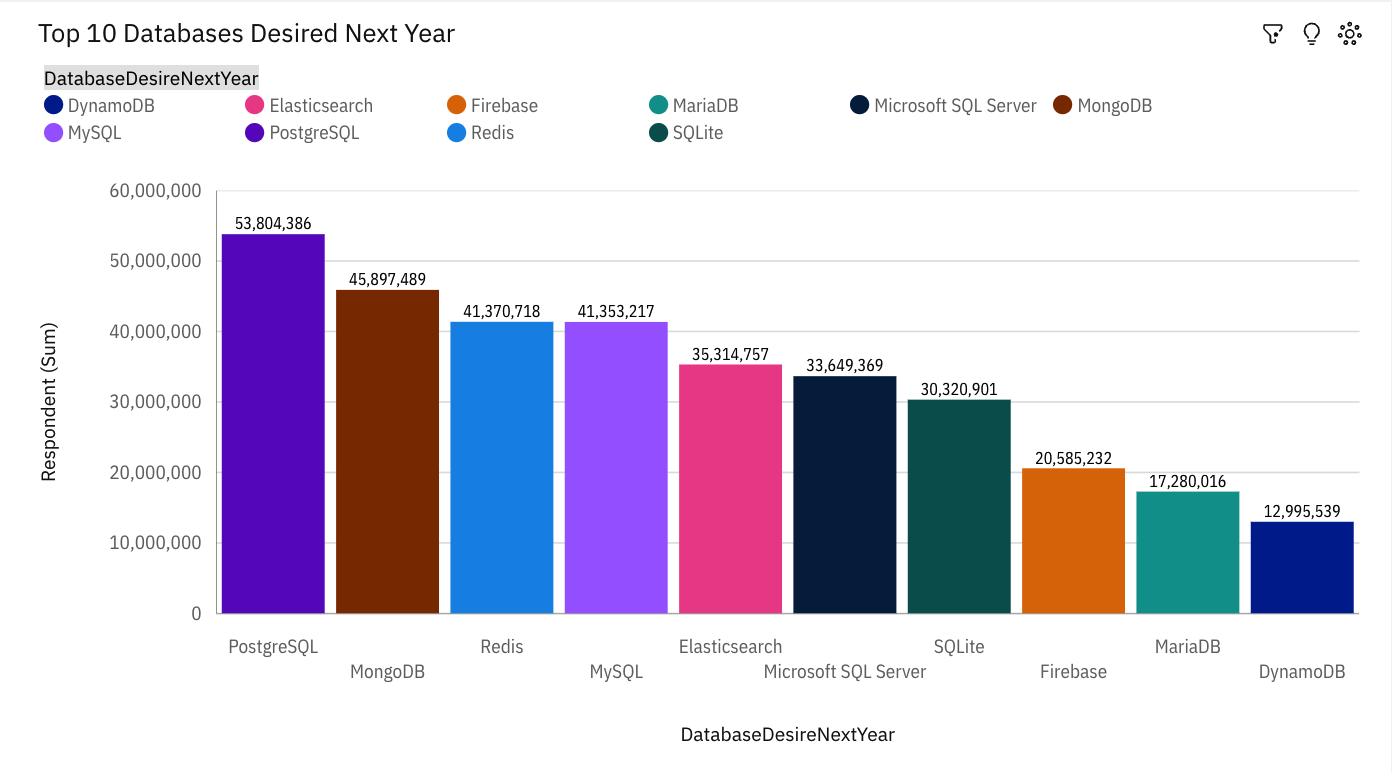 Top 10 Databases Desired Next Year
DatabaseDesireNextYear
DynamoDB Elasticsearch Firebase MariaDB Microsoft SQL Server MongoDB
MySQL PostgreSQL Redis SQLite
60,000,000
50,000,000
40,000,000
30,000,000
20,000,000
10,000,000
0
Respondent (Sum)
53,804,386
45,897,489
41,370,718
41,353,217
35,314,757
33,649,369
30,320,901
20,585,232
17,280,016
12,995,539
PostgreSQL
MongoDB
Redis
MySQL
Elasticsearch
Microsoft SQL Server
SQLite
Firebase
MariaDB
DynamoDB
DatabaseDesireNextYear